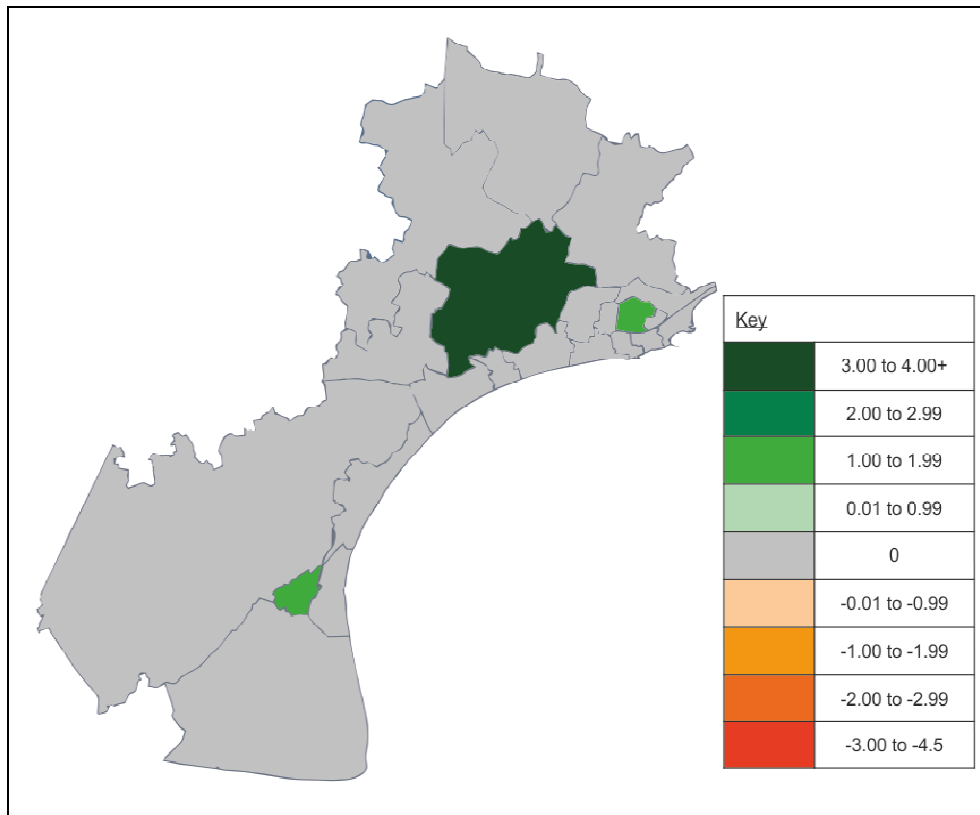 Key
3.00 to 4.00+
2.00 to 2.99
1.00 to 1.99
0.01 to 0.99
0
-0.01 to -0.99
-1.00 to -1.99
-2.00 to -2.99
-3.00 to -4.5